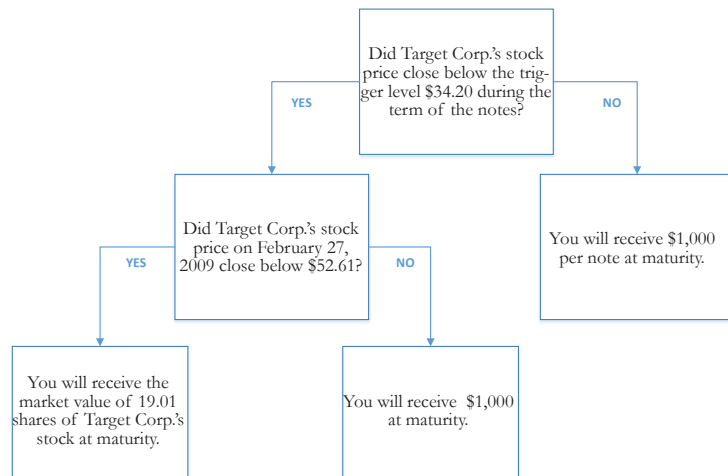 Did Target Corp.'s stock
price close below the trig-
ger level $34.20 during the
term of the notes?
YES
NO
Did Target Corp.'s stock
price on February 27,
2009 close below $52.61?
You will receive $1,000
per note at maturity.
YES
NO
You will receive the
market value of 19.01
shares of Target Corp.'s
stock at maturity.
You will receive $1,000
at maturity.